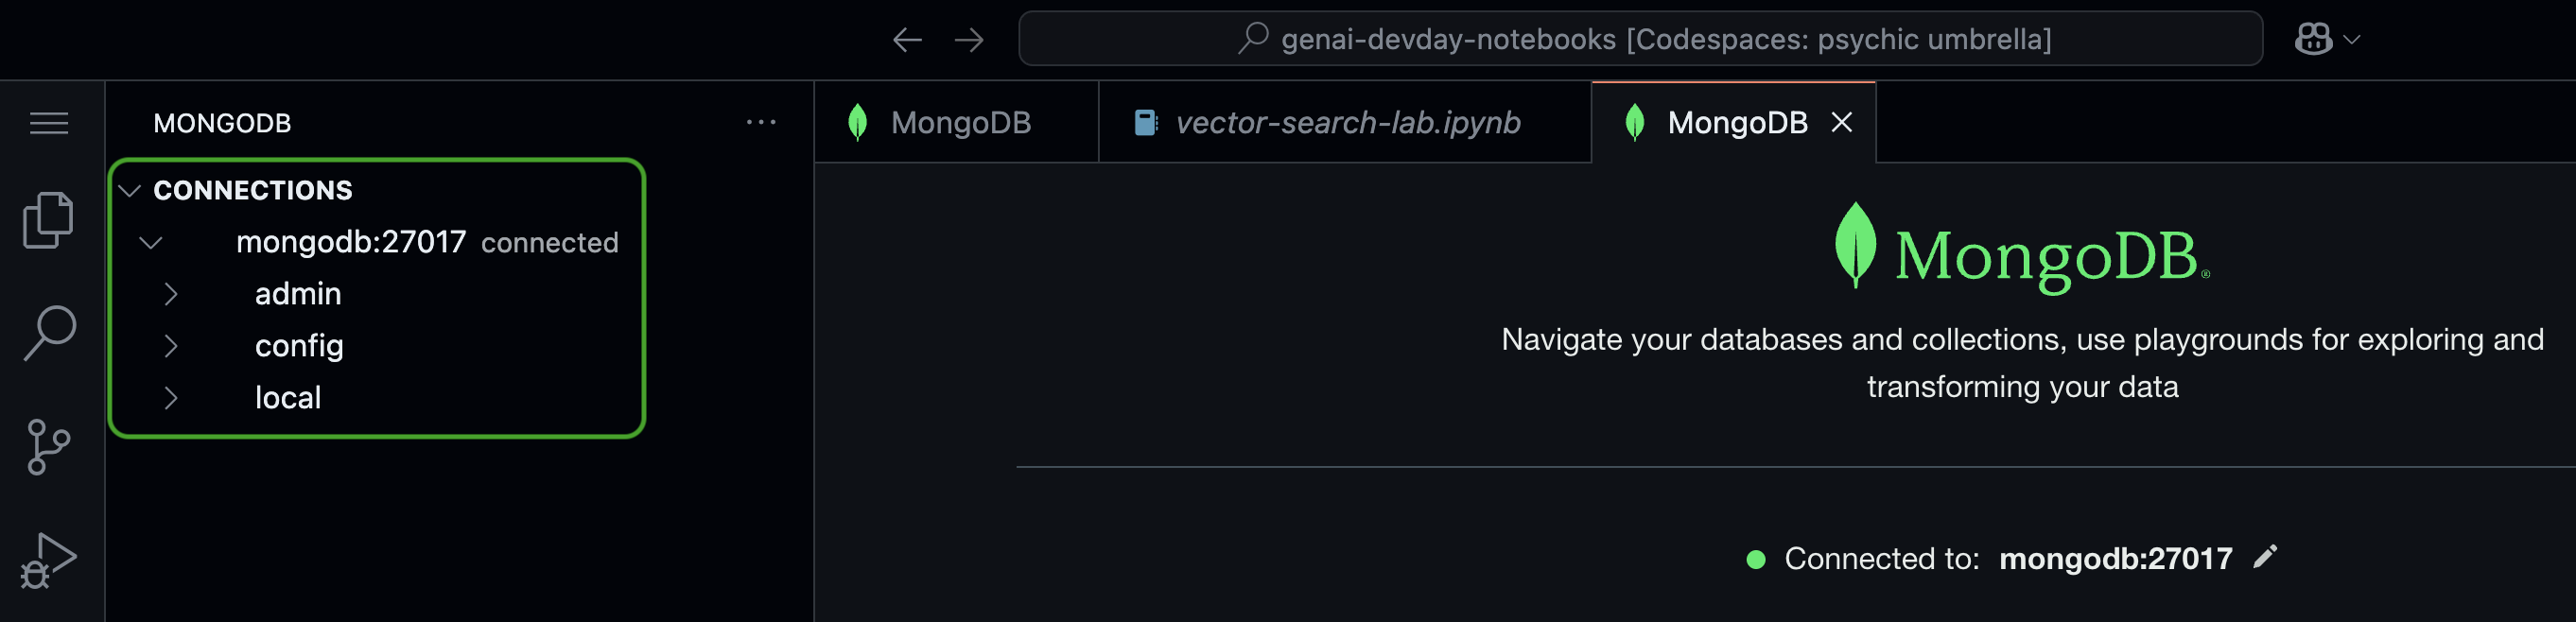 genai-devday-notebooks [Codespaces: psychic umbrella]
MONGODB
MongoDB
vector-search-lab.ipynb
MongoDB
CONNECTIONS
mongodb:27017 connected
admin
config
local
MongoDB®
Navigate your databases and collections, use playgrounds for exploring and
transforming your data
Connected to: mongodb:27017